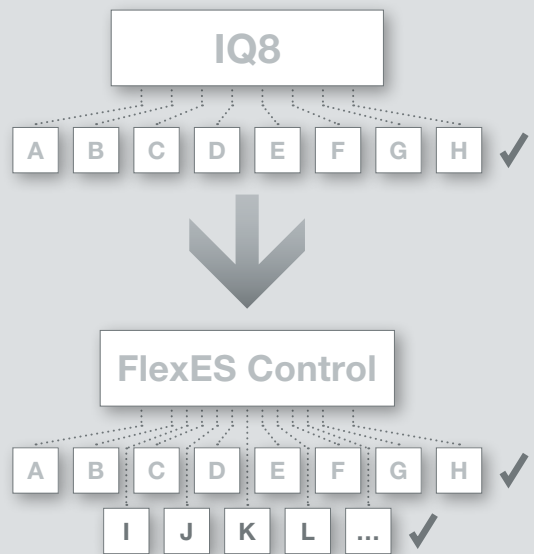 IQ8
A B C D E F G H
FlexES Control
A B C D E F G H
I J K L ...